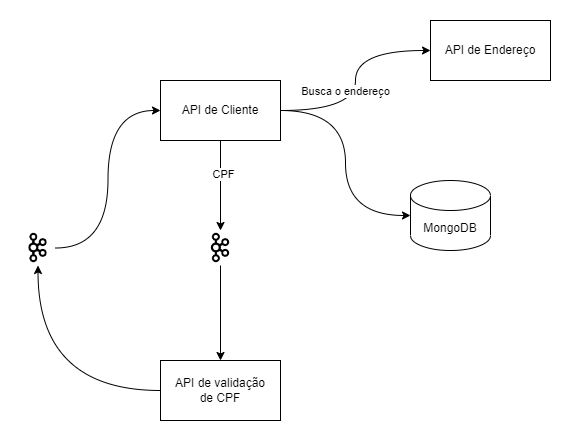 API de Endereço
Busca o endereço
API de Cliente
CPF
MongoDB
API de validação
de CPF